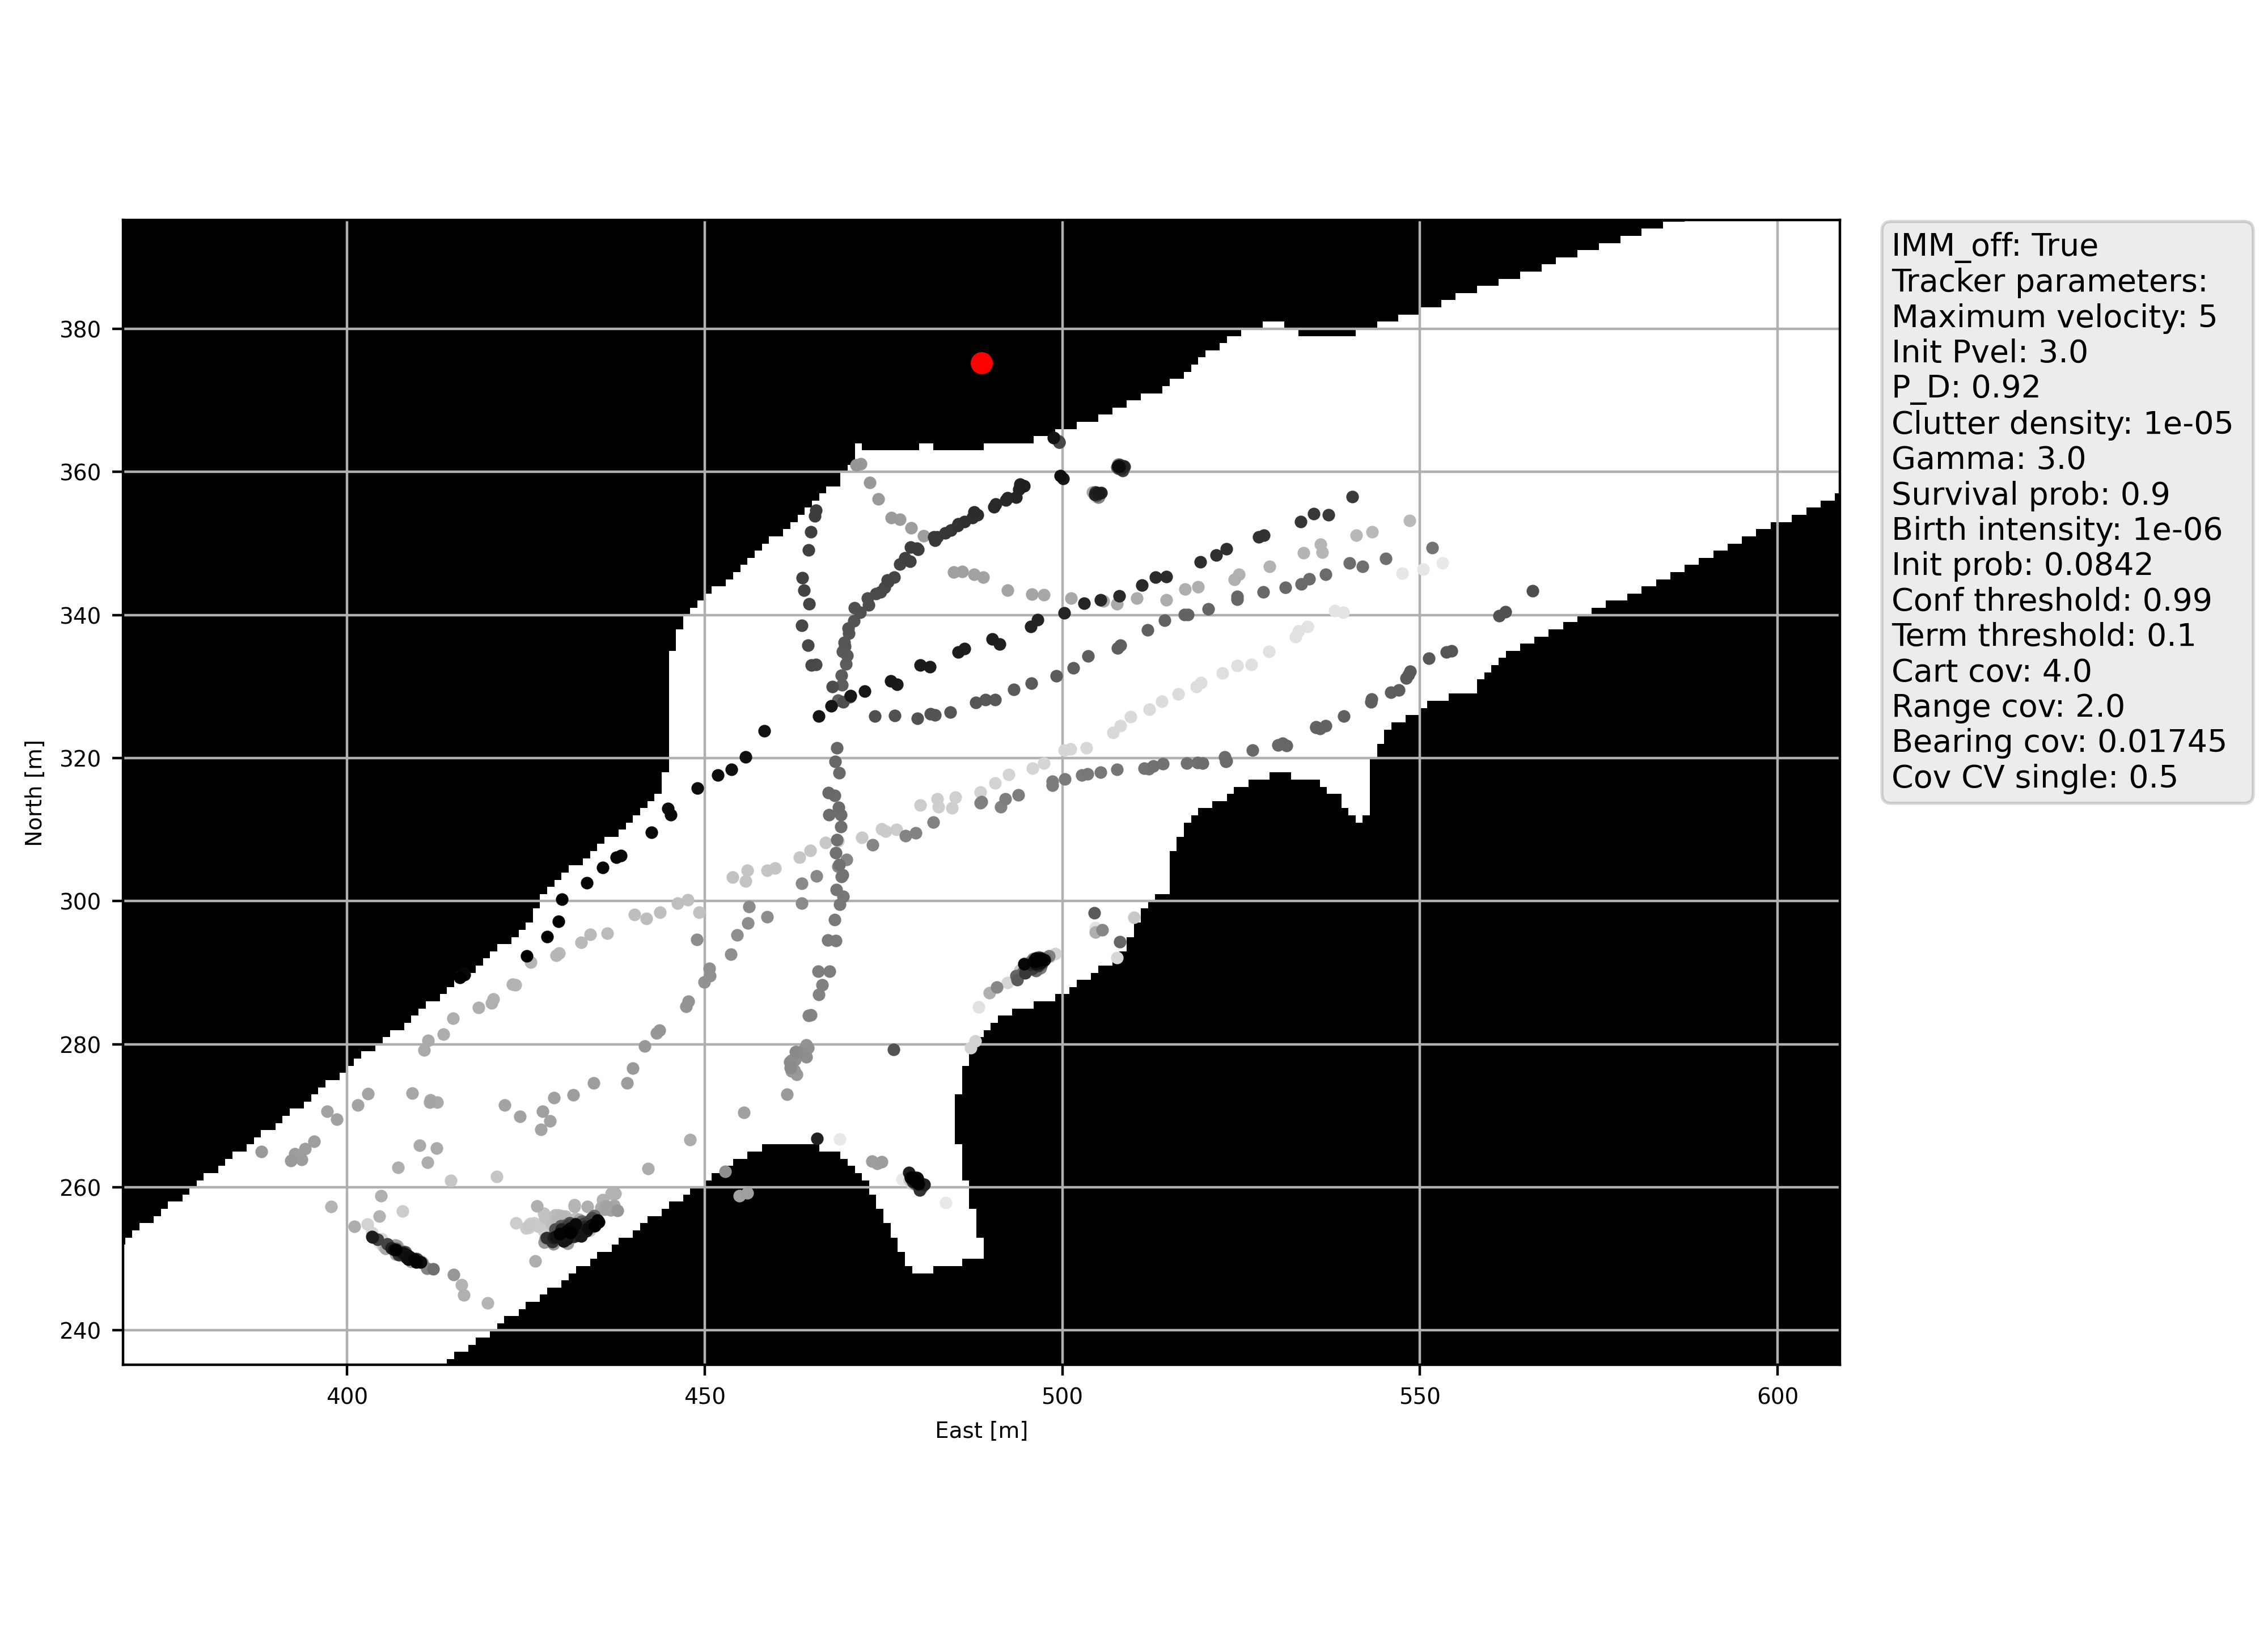 380
360
340
320
300
280
260
240
North [m]
400 450 500 550 600
East [m]
IMM_off: True
Tracker parameters:
Maximum velocity: 5
Init Pvel: 3.0
P_D: 0.92
Clutter density: 1e-05
Gamma: 3.0
Survival prob: 0.9
Birth intensity: 1e-06
Init prob: 0.0842
Conf threshold: 0.99
Term threshold: 0.1
Cart cov: 4.0
Range cov: 2.0
Bearing cov: 0.01745
Cov CV single: 0.5